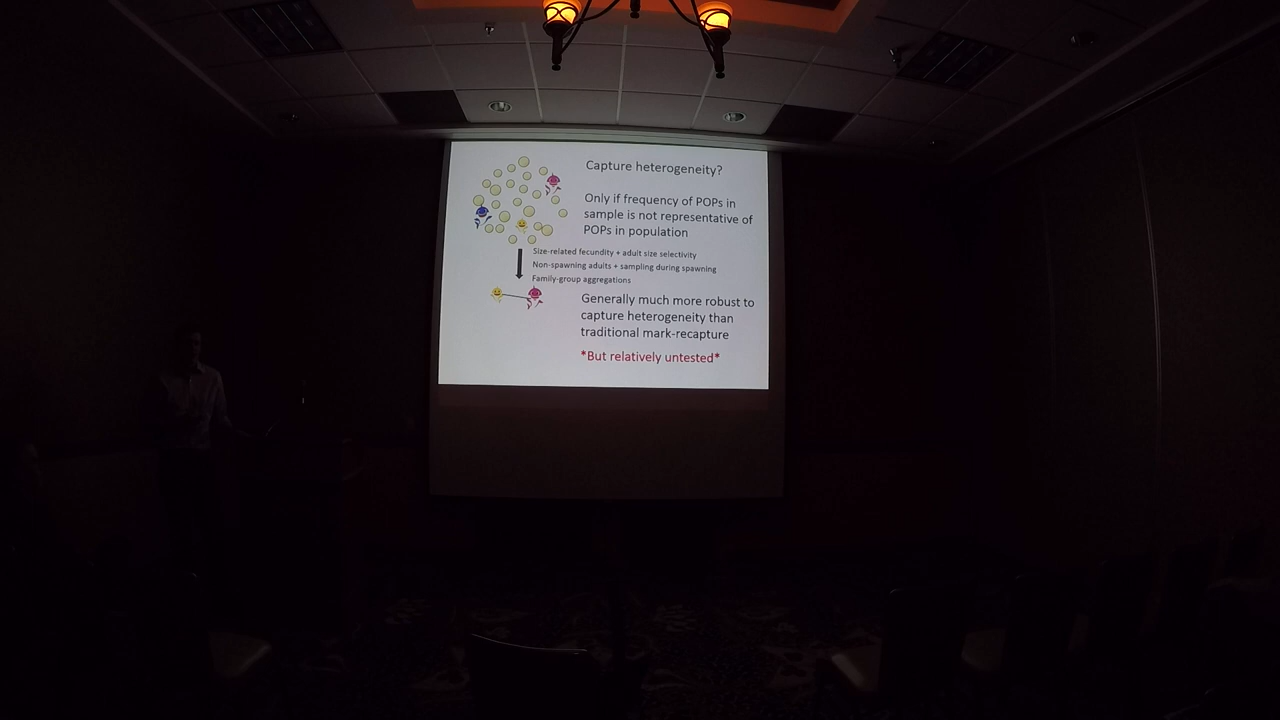 Capture heterogeneity?
Only if frequency of POPs in
sample is not representative of
POPs in population
Size-related fecundity + adult size selectivity
Non-spawning adults + sampling during spawning
Family-group aggregations
Generally much more robust to
capture heterogeneity than
traditional mark-recapture
*But relatively untested*